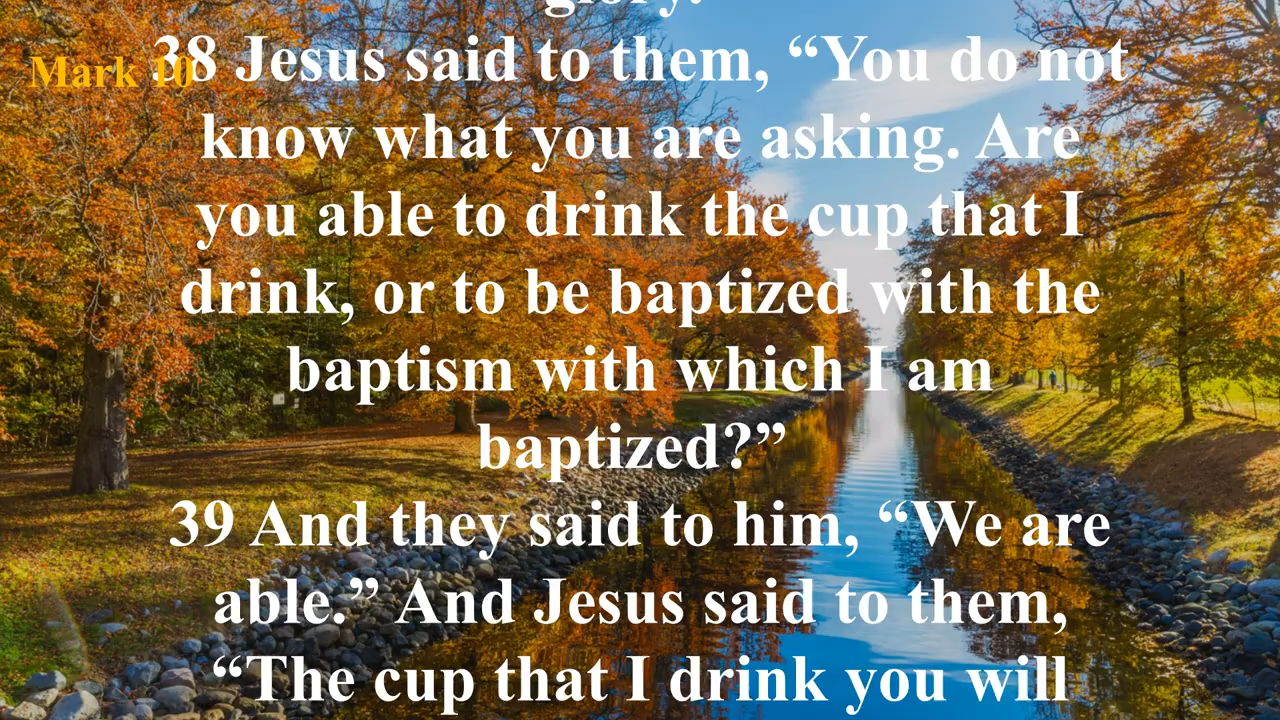 glory.”
Mark 10
38 Jesus said to them, “You do not
know what you are asking. Are
you able to drink the cup that I
drink, or to be baptized with the
baptism with which I am
baptized?”
39 And they said to him, “We are
able.” And Jesus said to them,
“The cup that I drink you will